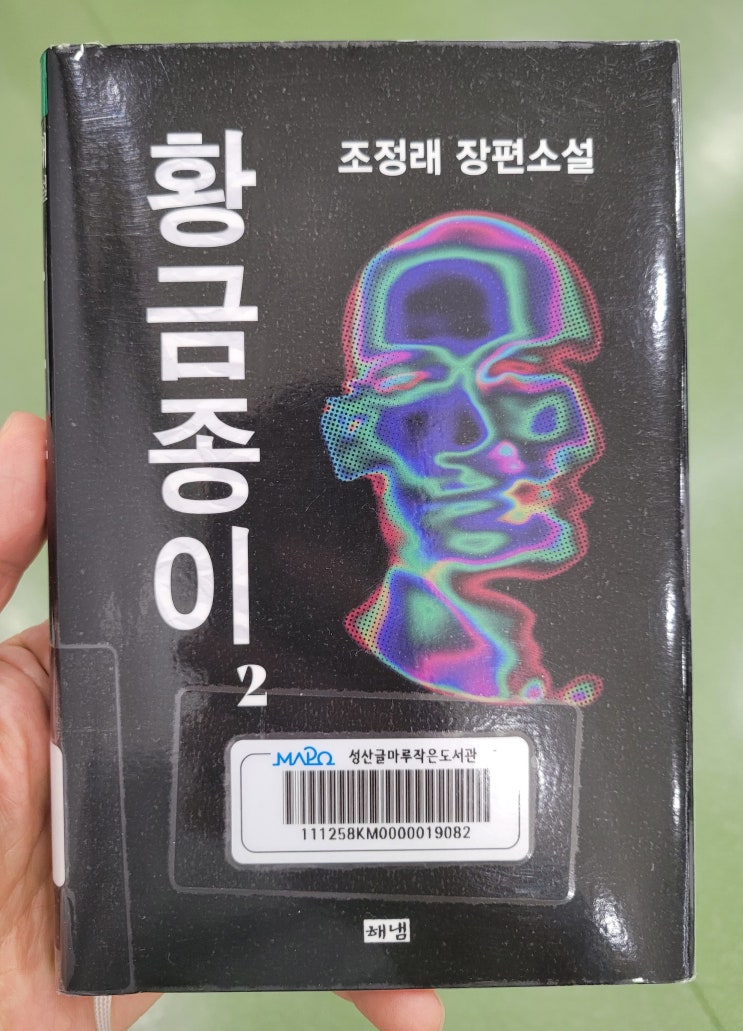 황금종이
2
조정래 장편소설
MAPO 성산글마루작은도서관
111258KM0000019082
해냄